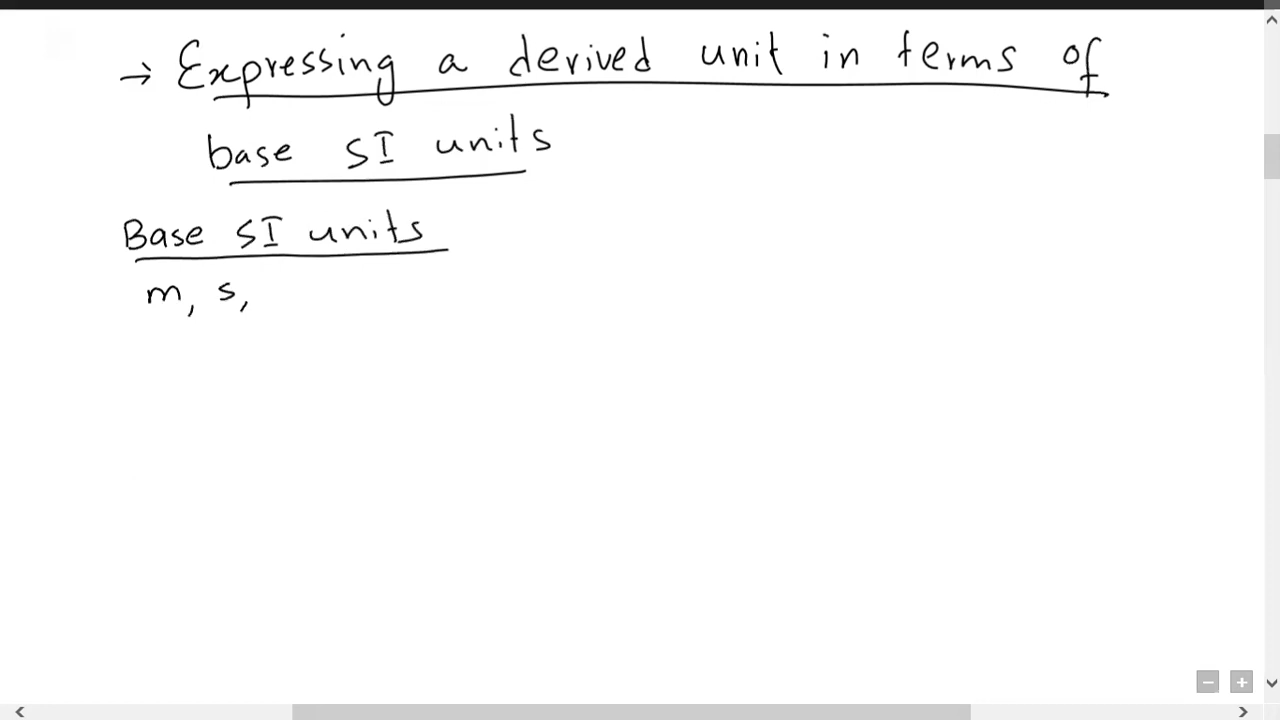 → Expressing a derived unit in terms of
base SI units
Base SI units
m, s,